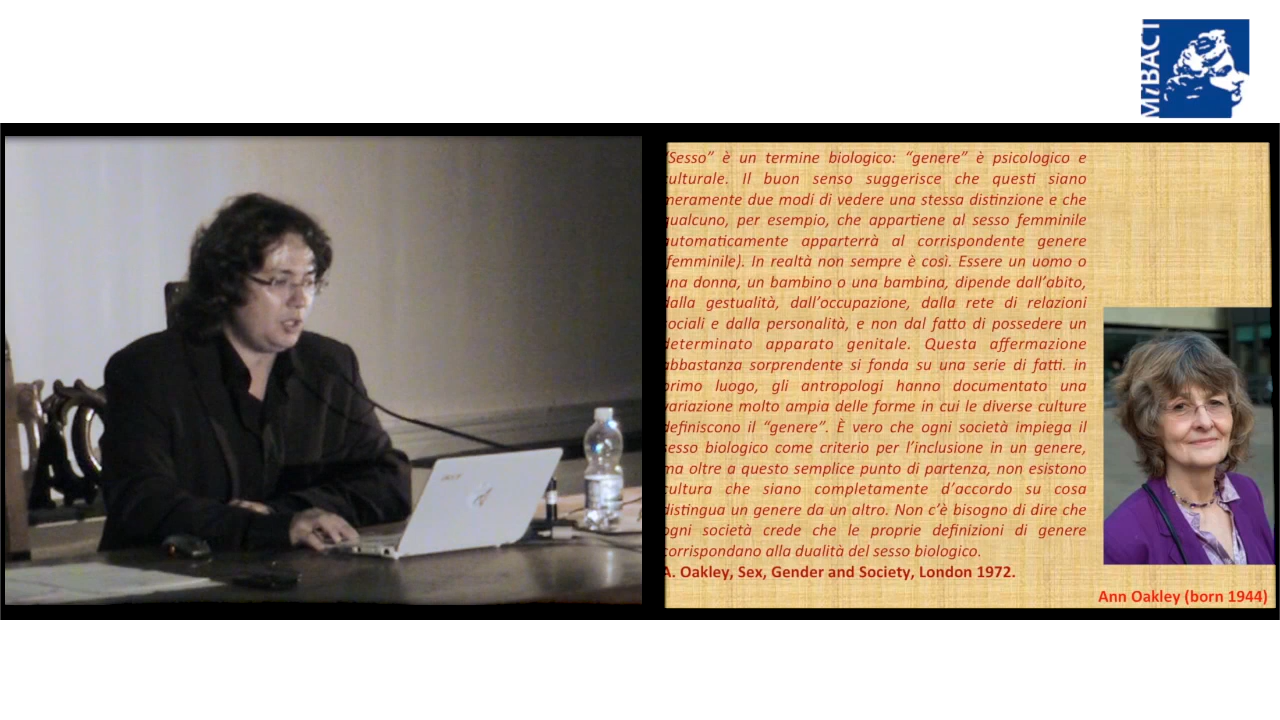 MiBACT
“Sesso” è un termine biologico: “genere” è psicologico e
culturale. Il buon senso suggerisce che questi siano
meramente due modi di vedere una stessa distinzione e che
qualcuno, per esempio, che appartiene al sesso femminile
automaticamente apparterrà al corrispondente genere
(femminile). In realtà non sempre è così. Essere un uomo o
una donna, un bambino o una bambina, dipende dall’abito,
dalla gestualità, dall’occupazione, dalla rete di relazioni
sociali e dalla personalità, e non dal fatto di possedere un
determinato apparato genitale. Questa affermazione
abbastanza sorprendente si fonda su una serie di fatti. in
primo luogo, gli antropologi hanno documentato una
variazione molto ampia delle forme in cui le diverse culture
definiscono il “genere”. È vero che ogni società impiega il
sesso biologico come criterio per l’inclusione in un genere,
ma oltre a questo semplice punto di partenza, non esistono
cultura che siano completamente d’accordo su cosa
distingua un genere da un altro. Non c’è bisogno di dire che
ogni società crede che le proprie definizioni di genere
corrispondano alla dualità del sesso biologico.
A. Oakley, Sex, Gender and Society, London 1972.
Ann Oakley (born 1944)